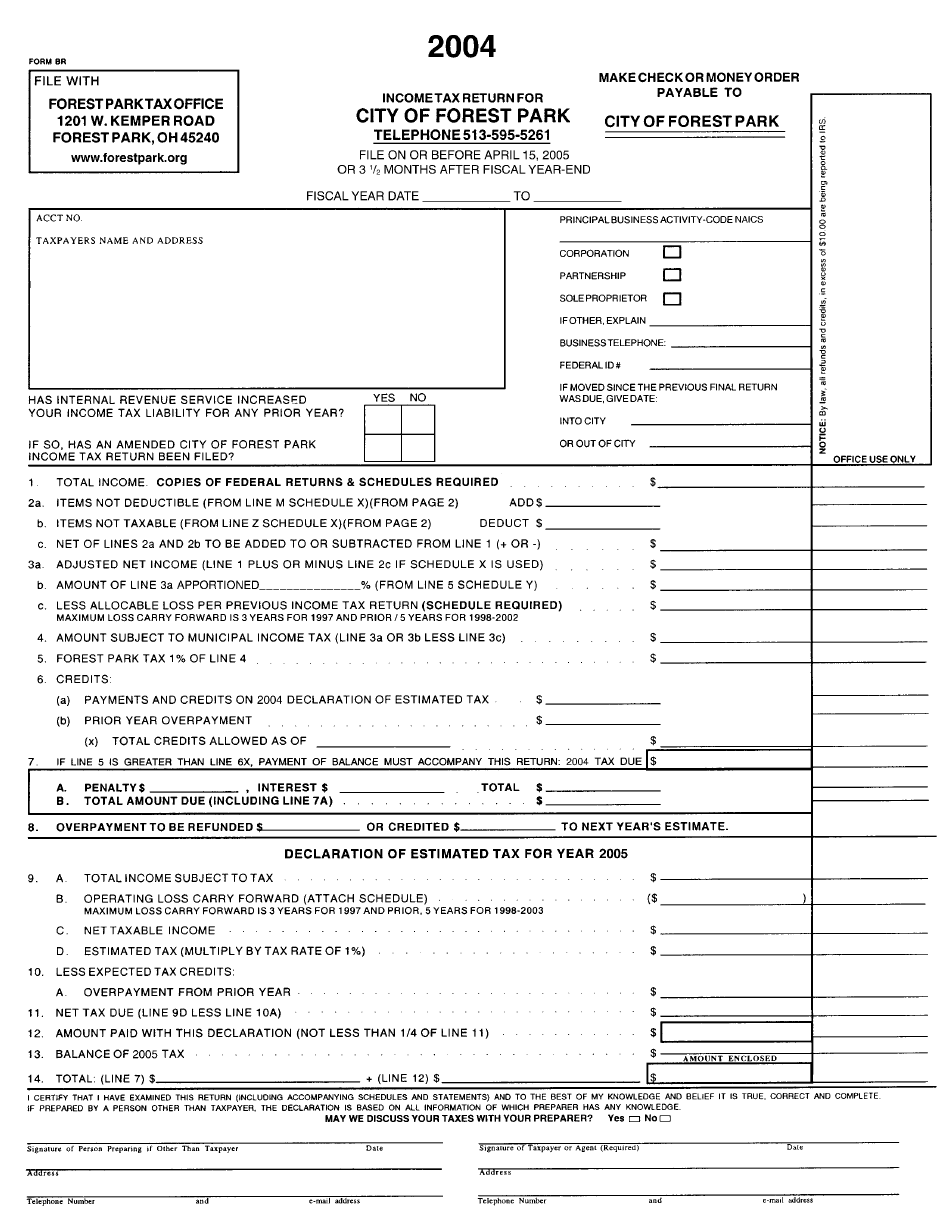 2004
FORM BR
FILE WITH
FOREST PARK TAX OFFICE
1201 W. KEMPER ROAD
FOREST PARK, OH 45240
www.forestpark.org
INCOME TAX RETURN FOR
CITY OF FOREST PARK
TELEPHONE 513-595-5261
FILE ON OR BEFORE APRIL 15, 2005
OR 3 1/2 MONTHS AFTER FISCAL YEAR-END
MAKE CHECK OR MONEY ORDER
PAYABLE TO
CITY OF FOREST PARK
FISCAL YEAR DATE ____________ TO ____________
ACCT NO.
TAXPAYERS NAME AND ADDRESS
PRINCIPAL BUSINESS ACTIVITY-CODE NAICS
CORPORATION
PARTNERSHIP
SOLE PROPRIETOR
IF OTHER, EXPLAIN
BUSINESS TELEPHONE:
FEDERAL ID #
IF MOVED SINCE THE PREVIOUS FINAL RETURN
WAS DUE, GIVE DATE:
INTO CITY
OR OUT OF CITY
NOTICE: By law, all refunds and credits, in excess of $10.00 are being reported to IRS.
OFFICE USE ONLY
YES NO
HAS INTERNAL REVENUE SERVICE INCREASED
YOUR INCOME TAX LIABILITY FOR ANY PRIOR YEAR?
IF SO, HAS AN AMENDED CITY OF FOREST PARK
INCOME TAX RETURN BEEN FILED?
1. TOTAL INCOME. COPIES OF FEDERAL RETURNS & SCHEDULES REQUIRED $
2a. ITEMS NOT DEDUCTIBLE (FROM LINE M SCHEDULE X)(FROM PAGE 2) ADD $
b. ITEMS NOT TAXABLE (FROM LINE Z SCHEDULE X)(FROM PAGE 2) DEDUCT $
c. NET OF LINES 2a AND 2b TO BE ADDED TO OR SUBTRACTED FROM LINE 1 (+ OR -) $
3a. ADJUSTED NET INCOME (LINE 1 PLUS OR MINUS LINE 2c IF SCHEDULE X IS USED) $
b. AMOUNT OF LINE 3a APPORTIONED______________% (FROM LINE 5 SCHEDULE Y) $
c. LESS ALLOCABLE LOSS PER PREVIOUS INCOME TAX RETURN (SCHEDULE REQUIRED) $
MAXIMUM LOSS CARRY FORWARD IS 3 YEARS FOR 1997 AND PRIOR / 5 YEARS FOR 1998-2002
4. AMOUNT SUBJECT TO MUNICIPAL INCOME TAX (LINE 3a OR 3b LESS LINE 3c) $
5. FOREST PARK TAX 1% OF LINE 4 $
6. CREDITS:
(a) PAYMENTS AND CREDITS ON 2004 DECLARATION OF ESTIMATED TAX $
(b) PRIOR YEAR OVERPAYMENT $
(x) TOTAL CREDITS ALLOWED AS OF ____________ $
7. IF LINE 5 IS GREATER THAN LINE 6X, PAYMENT OF BALANCE MUST ACCOMPANY THIS RETURN: 2004 TAX DUE $
A. PENALTY $ ____________ , INTEREST $ ____________ . TOTAL $
B. TOTAL AMOUNT DUE (INCLUDING LINE 7A) $
8. OVERPAYMENT TO BE REFUNDED $____________ OR CREDITED $____________ TO NEXT YEAR'S ESTIMATE.
DECLARATION OF ESTIMATED TAX FOR YEAR 2005
9. A. TOTAL INCOME SUBJECT TO TAX $
B. OPERATING LOSS CARRY FORWARD (ATTACH SCHEDULE) ($ )
MAXIMUM LOSS CARRY FORWARD IS 3 YEARS FOR 1997 AND PRIOR, 5 YEARS FOR 1998-2003
C. NET TAXABLE INCOME $
D. ESTIMATED TAX (MULTIPLY BY TAX RATE OF 1%) $
10. LESS EXPECTED TAX CREDITS:
A. OVERPAYMENT FROM PRIOR YEAR $
11. NET TAX DUE (LINE 9D LESS LINE 10A) $
12. AMOUNT PAID WITH THIS DECLARATION (NOT LESS THAN 1/4 OF LINE 11) $
13. BALANCE OF 2005 TAX $
AMOUNT ENCLOSED
14. TOTAL: (LINE 7) $____________ + (LINE 12) $____________ $
I CERTIFY THAT I HAVE EXAMINED THIS RETURN (INCLUDING ACCOMPANYING SCHEDULES AND STATEMENTS) AND TO THE BEST OF MY KNOWLEDGE AND BELIEF IT IS TRUE, CORRECT AND COMPLETE.
IF PREPARED BY A PERSON OTHER THAN TAXPAYER, THE DECLARATION IS BASED ON ALL INFORMATION OF WHICH PREPARER HAS ANY KNOWLEDGE.
MAY WE DISCUSS YOUR TAXES WITH YOUR PREPARER? Yes No
Signature of Person Preparing if Other Than Taxpayer Date
Address
Telephone Number and e-mail address
Signature of Taxpayer or Agent (Required) Date
Address
Telephone Number and e-mail address